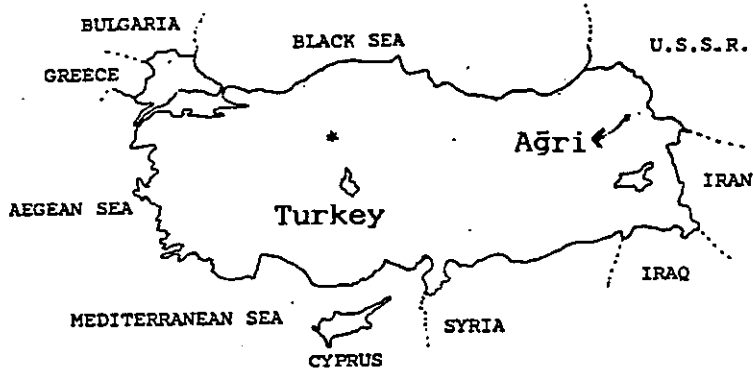 BULGARIA
BLACK SEA
U.S.S.R.
GREECE
*
Ağri
IRAN
AEGEAN SEA
Turkey
IRAQ
MEDITERRANEAN SEA
SYRIA
CYPRUS